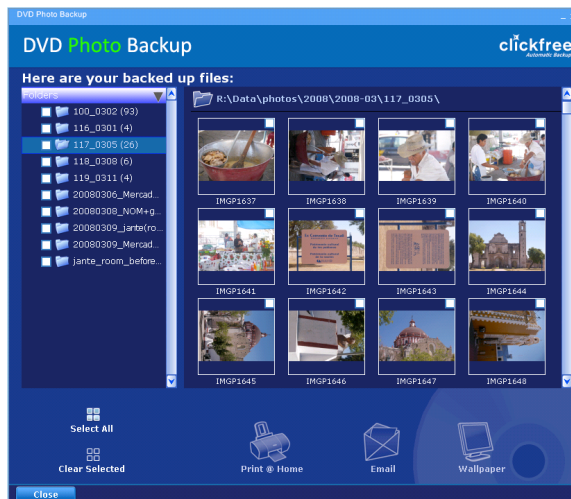 DVD Photo Backup
DVD Photo Backup
clickfree
Automatic Backup
Here are your backed up files:
Folders
100_0302 (93)
116_0301 (4)
117_0305 (26)
118_0308 (6)
119_0311 (4)
20080306_Mercad...
20080308_NOM+g...
20080309_jante(ro...
20080309_Mercad...
jante_room_before...
R:\Data\photos\2008\2008-03\117_0305\
IMGP1637
IMGP1638
IMGP1639
IMGP1640
IMGP1641
IMGP1642
IMGP1643
IMGP1644
IMGP1645
IMGP1646
IMGP1647
IMGP1648
Select All
Clear Selected
Print @ Home
Email
Wallpaper
Close